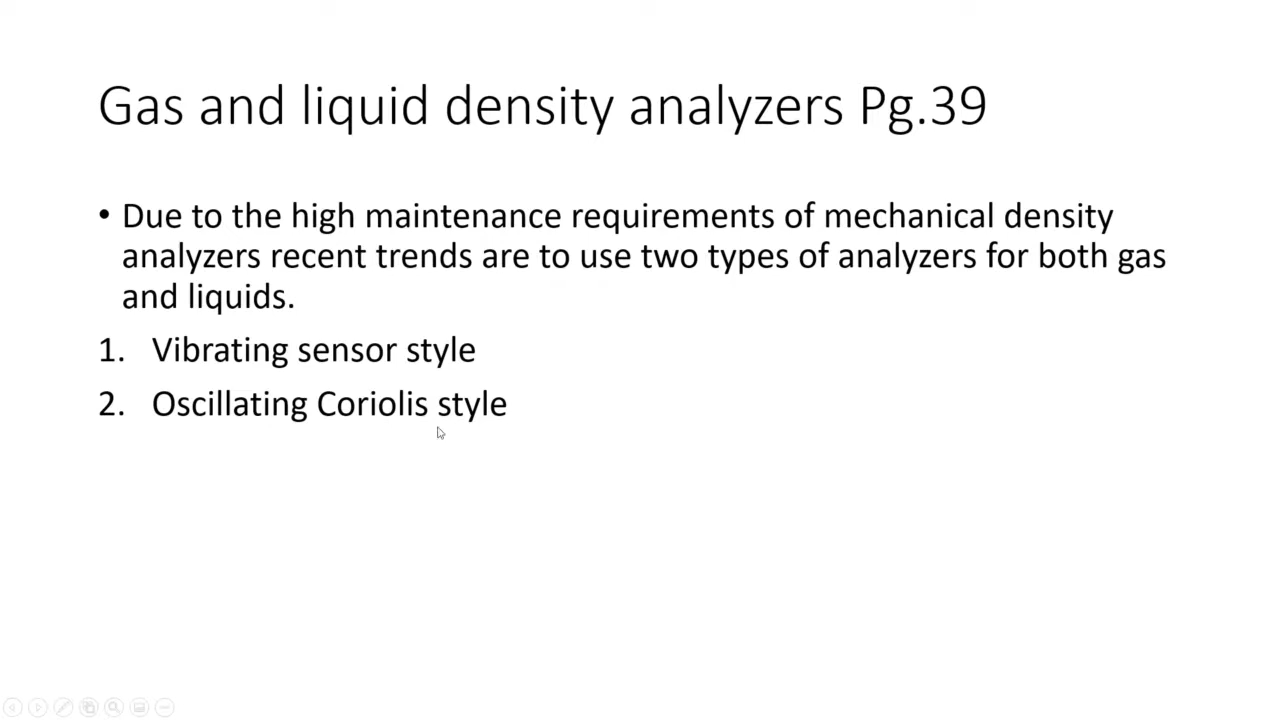 Gas and liquid density analyzers Pg.39
• Due to the high maintenance requirements of mechanical density
analyzers recent trends are to use two types of analyzers for both gas
and liquids.
1. Vibrating sensor style
2. Oscillating Coriolis style